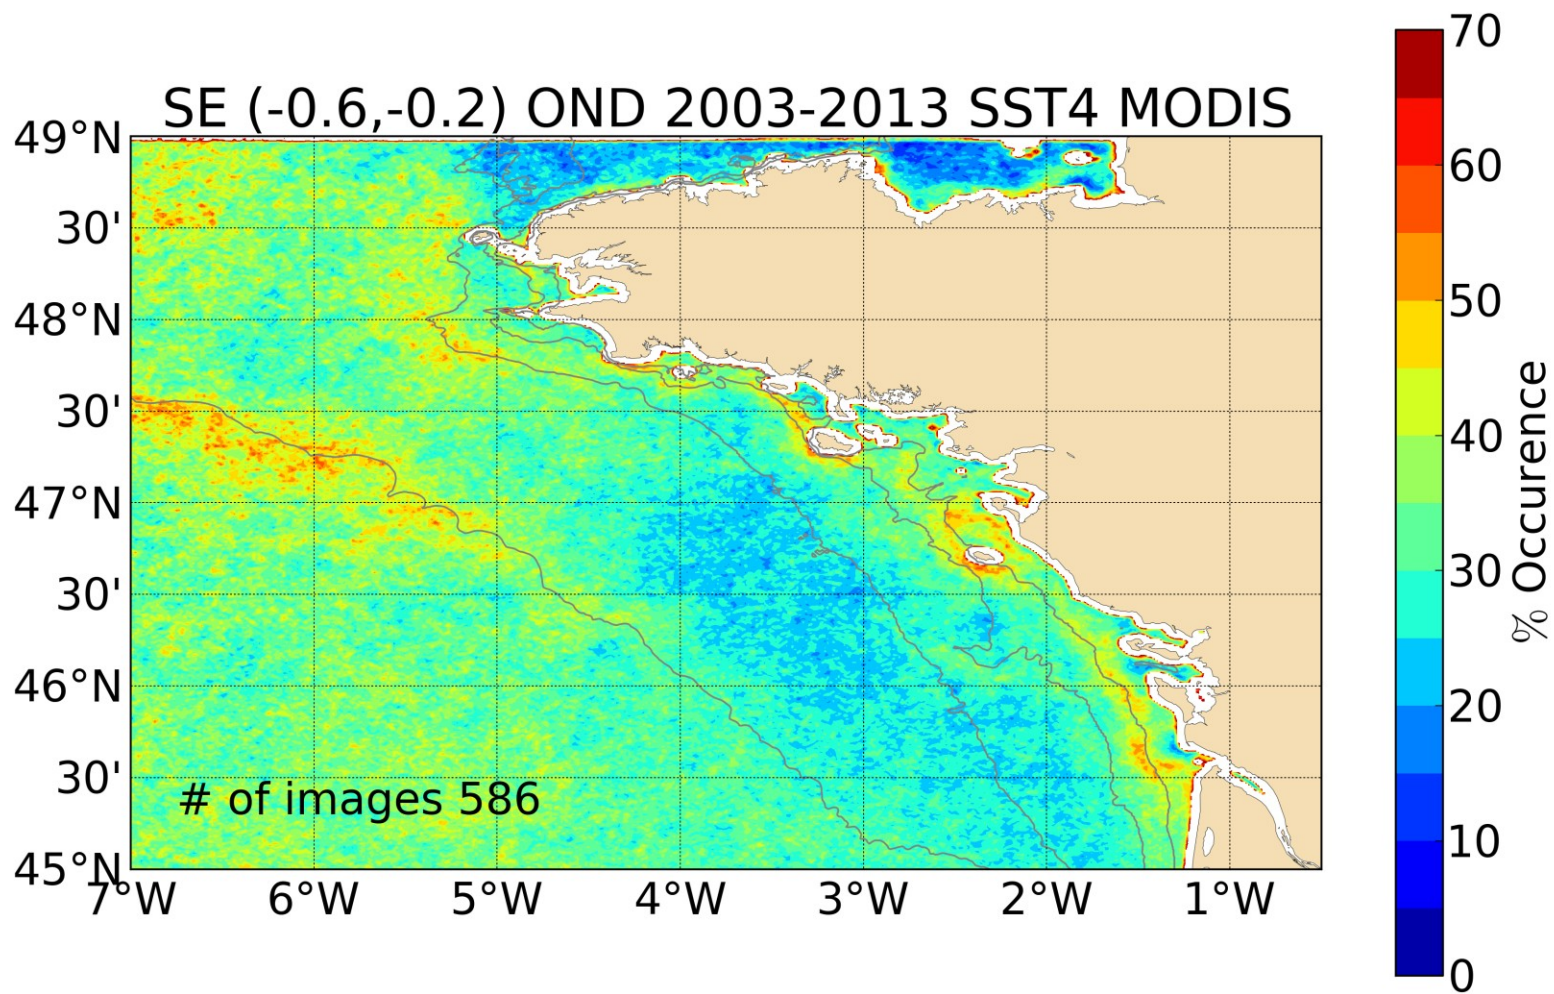 SE (-0.6,-0.2) OND 2003-2013 SST4 MODIS
49°N
30'
48°N
30'
47°N
30'
46°N
30'
45°N
# of images 586
7°W 6°W 5°W 4°W 3°W 2°W 1°W
70
60
50
40
30
20
10
0
% Occurence